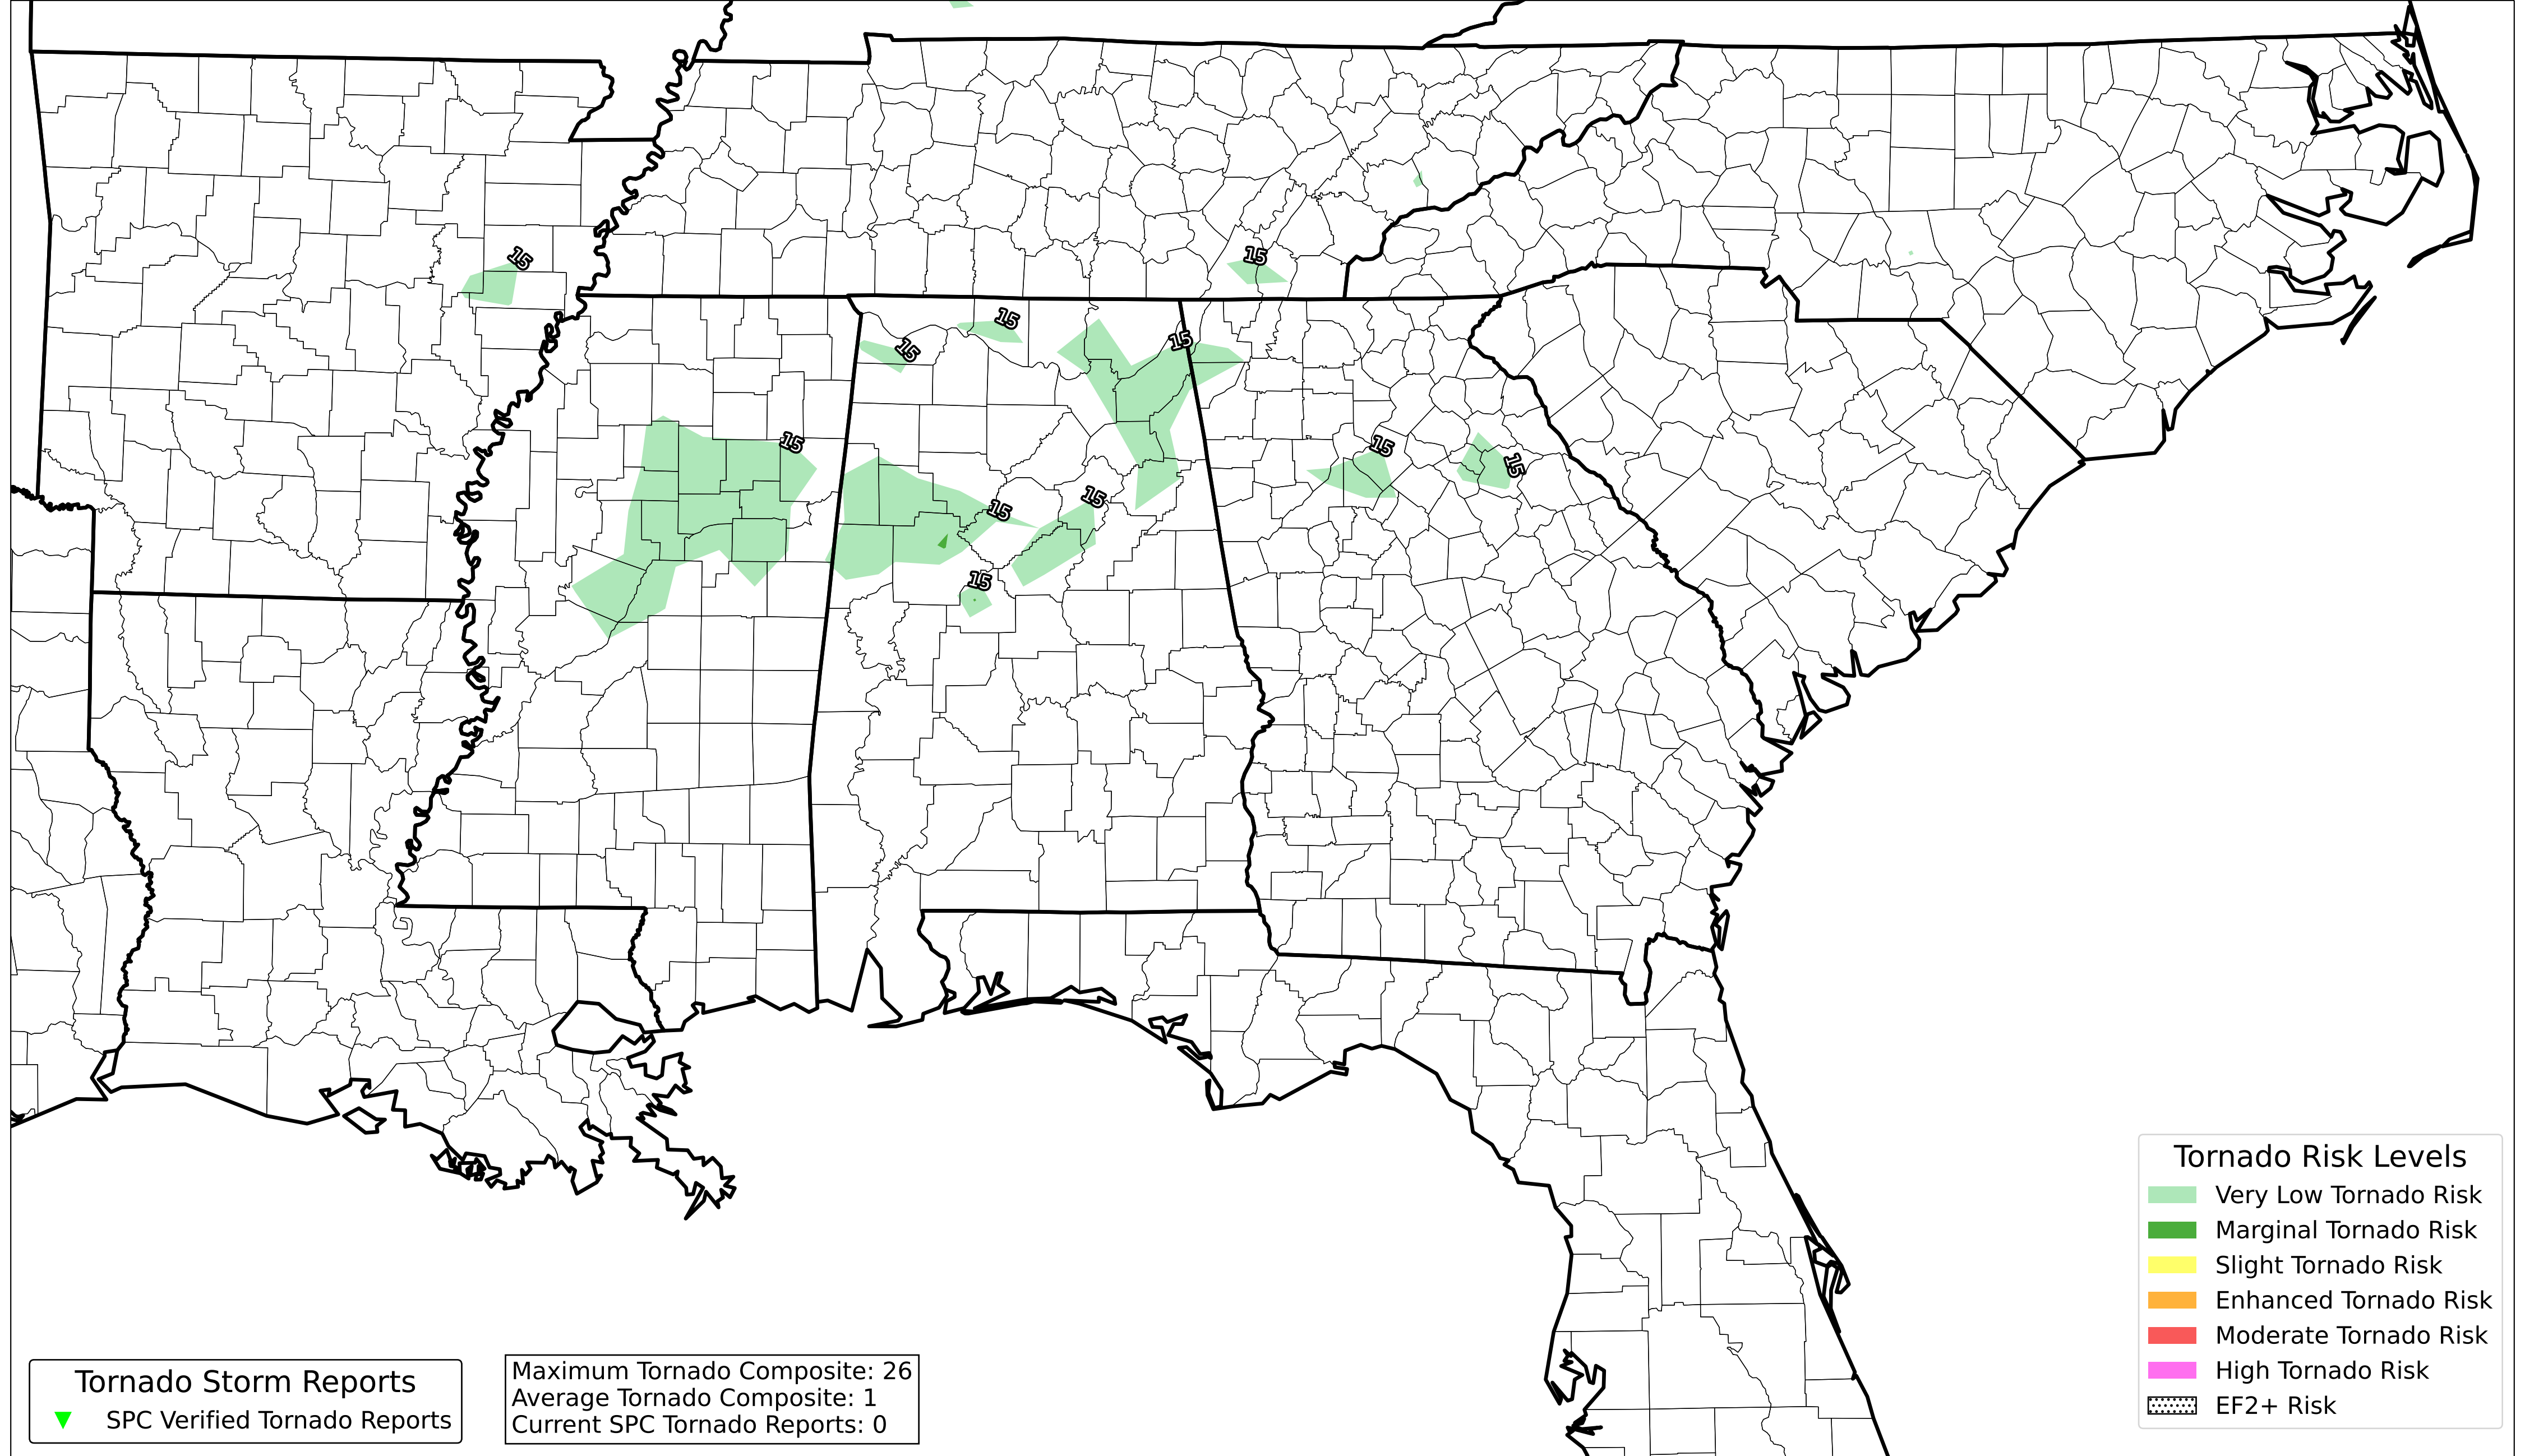 15
15
15
15
15
15
15
15
15
15
15
Tornado Risk Levels
Very Low Tornado Risk
Marginal Tornado Risk
Slight Tornado Risk
Enhanced Tornado Risk
Moderate Tornado Risk
High Tornado Risk
EF2+ Risk
Tornado Storm Reports
SPC Verified Tornado Reports
Maximum Tornado Composite: 26
Average Tornado Composite: 1
Current SPC Tornado Reports: 0